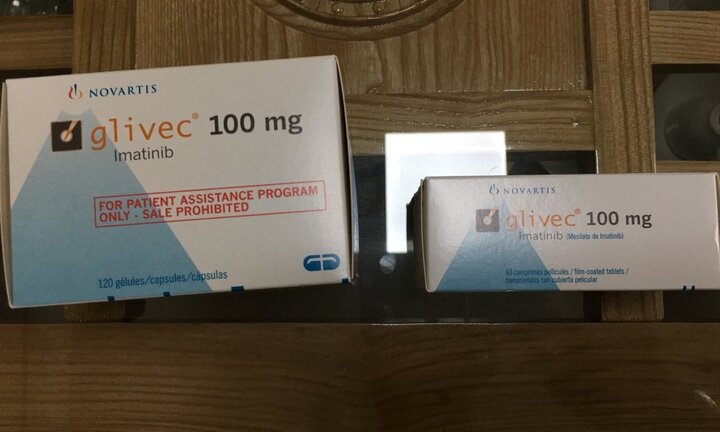 NOVARTIS
glivec® 100 mg
Imatinib
FOR PATIENT ASSISTANCE PROGRAM
ONLY - SALE PROHIBITED
120 gélules/capsules/cápsulas
NOVARTIS
glivec® 100 mg
Imatinib (Mesilato de Imatinib)
60 comprimés pelliculés / film-coated tablets /
comprimidos con cubierta pelicular